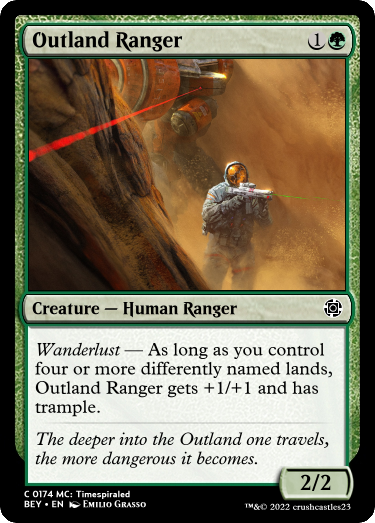 Outland Ranger 1
Creature — Human Ranger
Wanderlust — As long as you control
four or more differently named lands,
Outland Ranger gets +1/+1 and has
trample.
The deeper into the Outland one travels,
the more dangerous it becomes.
2/2
C 0174 MC: Timespiraled
BEY • EN Emilio Grasso
™&© 2022 crushcastles23